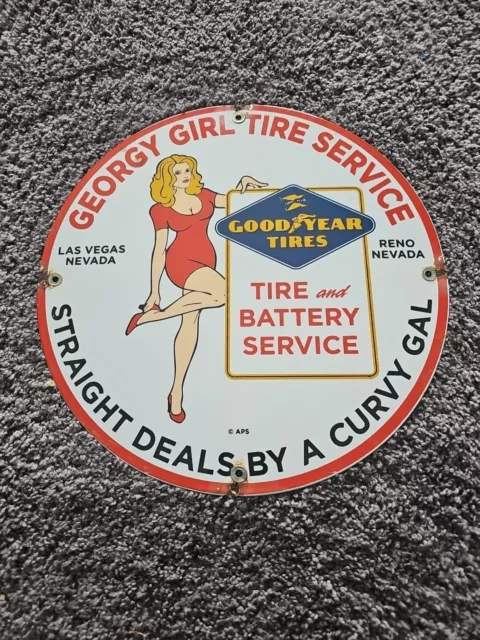 GEORGY GIRL TIRE SERVICE
LAS VEGAS
NEVADA
GOOD YEAR
TIRES
RENO
NEVADA
TIRE and
BATTERY
SERVICE
© APS
STRAIGHT DEALS BY A CURVY GAL